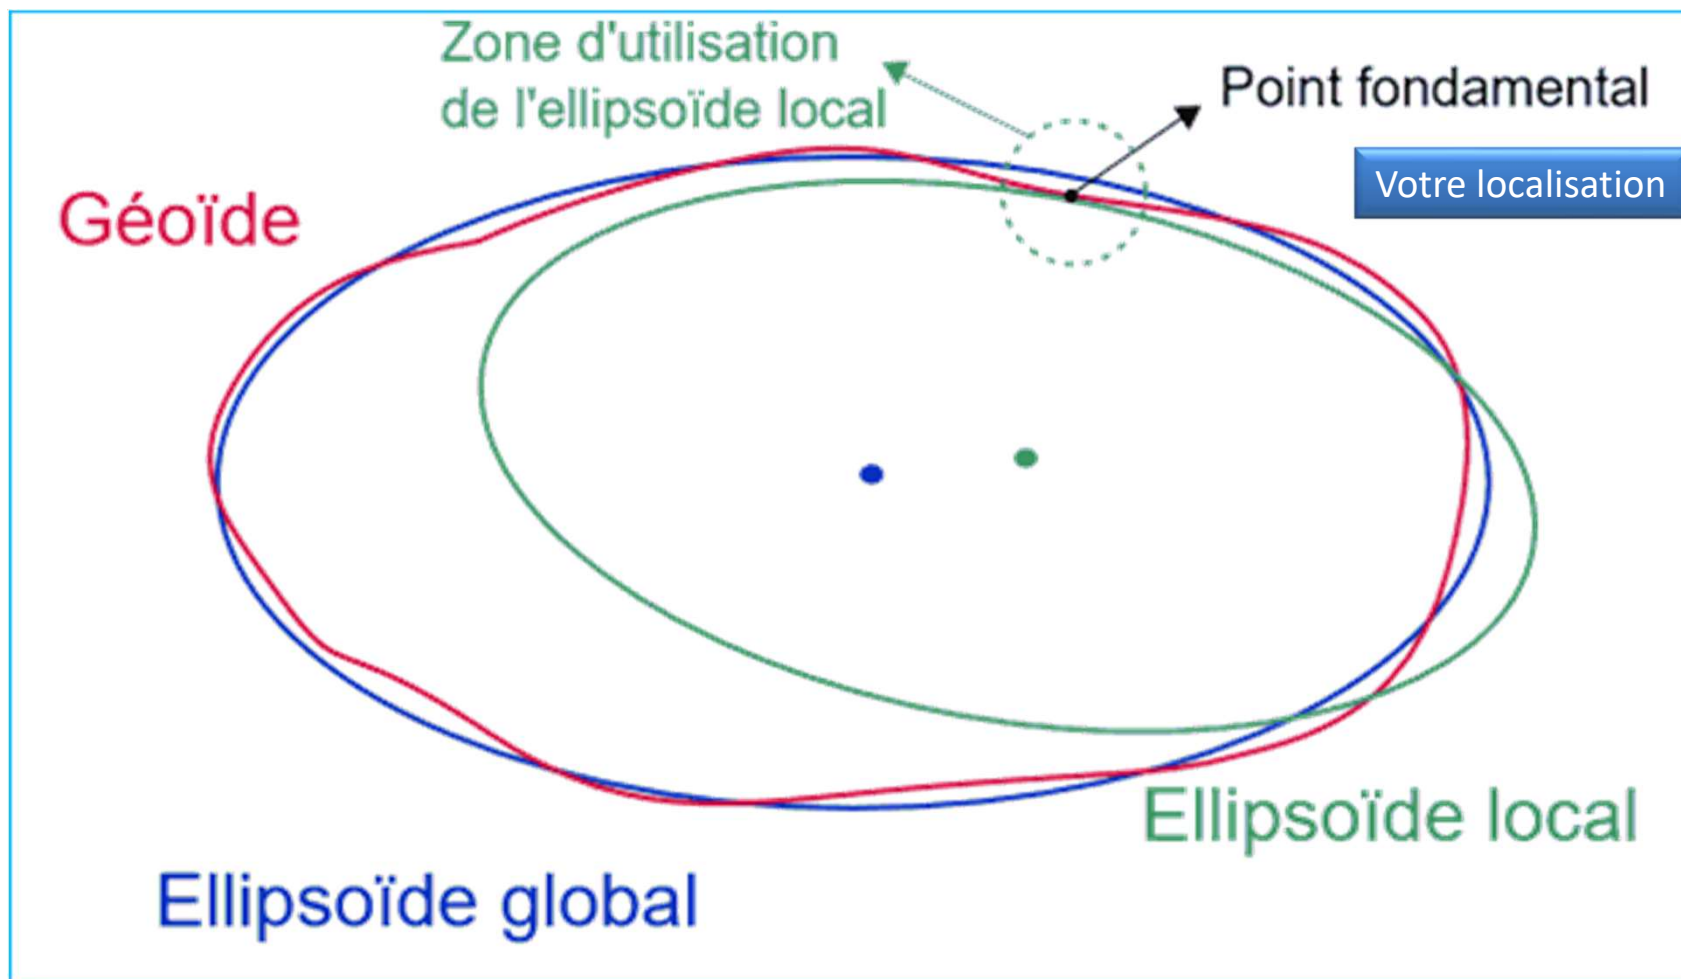 Zone d'utilisation
de l'ellipsoïde local
Point fondamental
Votre localisation
Géoïde
Ellipsoïde local
Ellipsoïde global